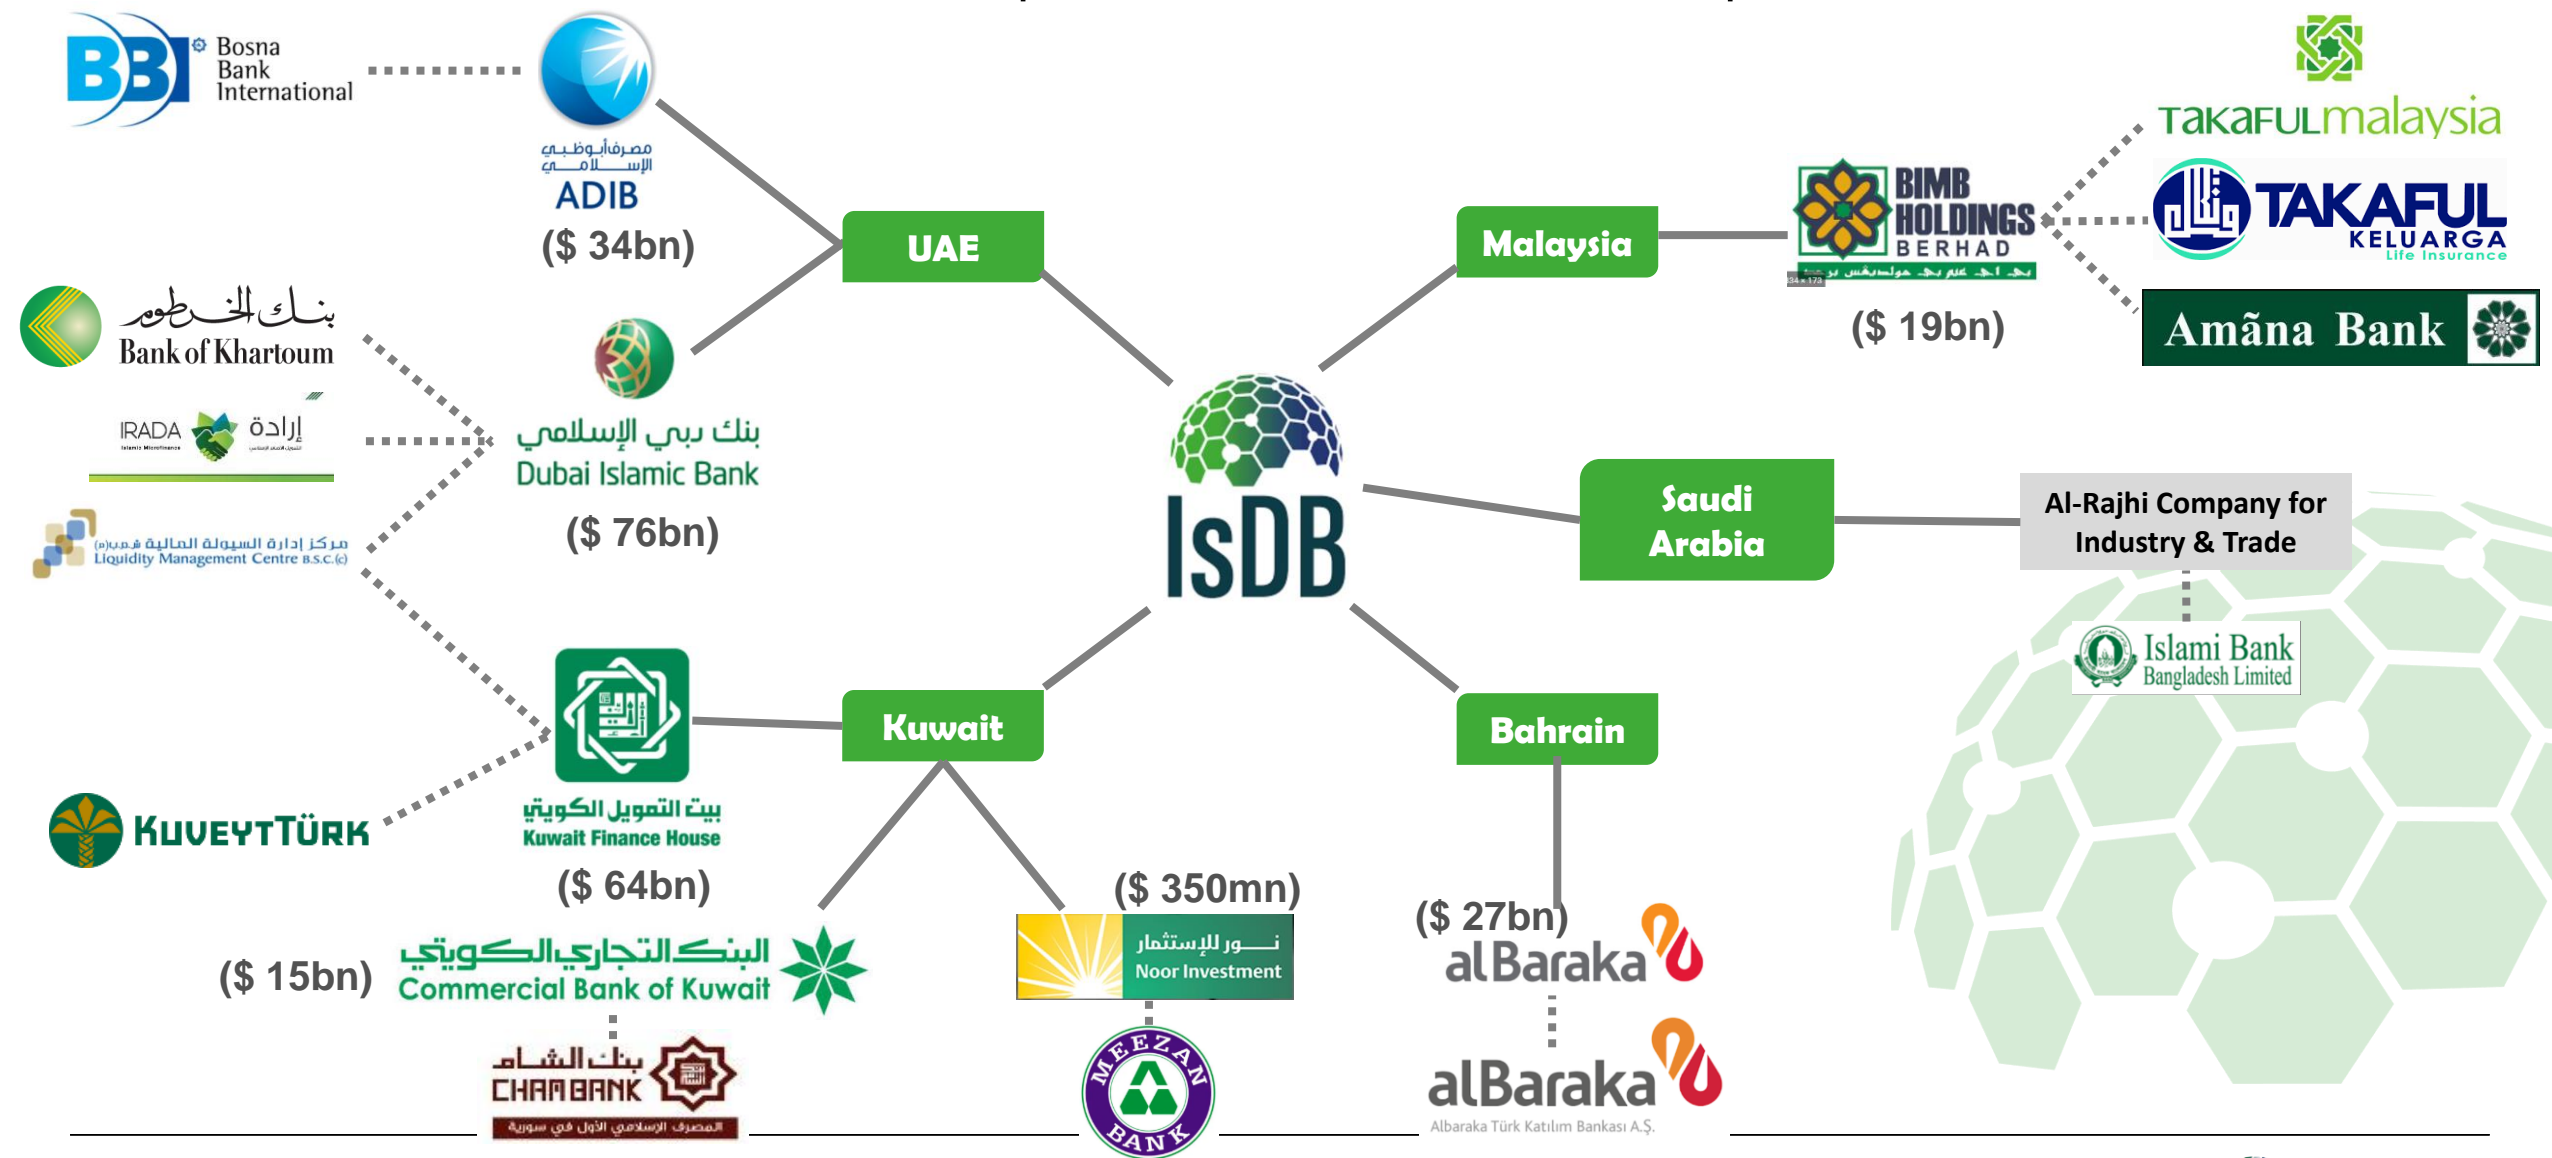 BBI
Bosna
Bank
International
مصرف أبوظبي
الإسلامي
ADIB
($ 34bn)
UAE
Malaysia
BIMB
HOLDINGS
BERHAD
($ 19bn)
TAKAFULmalaysia
TAKAFUL
KELUARGA
Life Insurance
Amãna Bank
بنك الخرطوم
Bank of Khartoum
IRADA
Islamic Microfinance
إرادة
مركز إدارة السيولة المالية ش.م.ب(م)
Liquidity Management Centre B.S.C.(c)
بنك دبي الإسلامي
Dubai Islamic Bank
($ 76bn)
IsDB
Saudi
Arabia
Al-Rajhi Company for
Industry & Trade
Islami Bank
Bangladesh Limited
Kuwait
Bahrain
KUVEYTTÜRK
بيت التمويل الكويتي
Kuwait Finance House
($ 64bn)
($ 15bn)
البنك التجاري الكويتي
Commercial Bank of Kuwait
بنك الشام
CHAM BANK
المصرف الإسلامي الأول في سورية
($ 350mn)
نور للإستثمار
Noor Investment
MEEZAN
BANK
($ 27bn)
alBaraka
alBaraka
Albaraka Türk Katılım Bankası A.Ş.